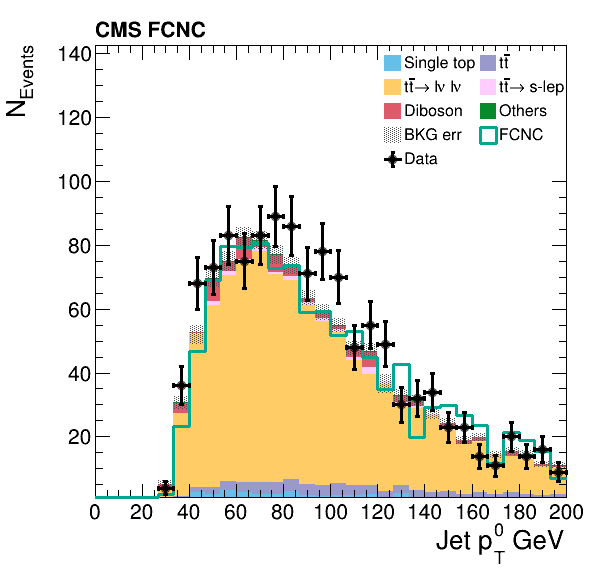 CMS FCNC
N_Events
140
120
100
80
60
40
20
Single top
tt̄
tt̄→ lν lν
tt̄→ s-lep
Diboson
Others
BKG err
FCNC
Data
0 20 40 60 80 100 120 140 160 180 200
Jet p_T^0 GeV